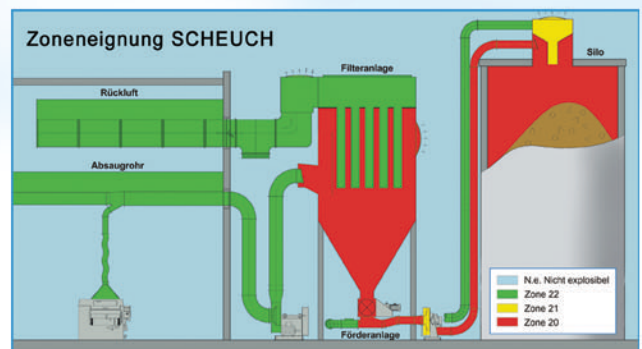 Zoneneignung SCHEUCH
Silo
Filteranlage
Rückluft
Absaugrohr
N.e. Nicht explosibel
Zone 22
Zone 21
Zone 20
Förderanlage